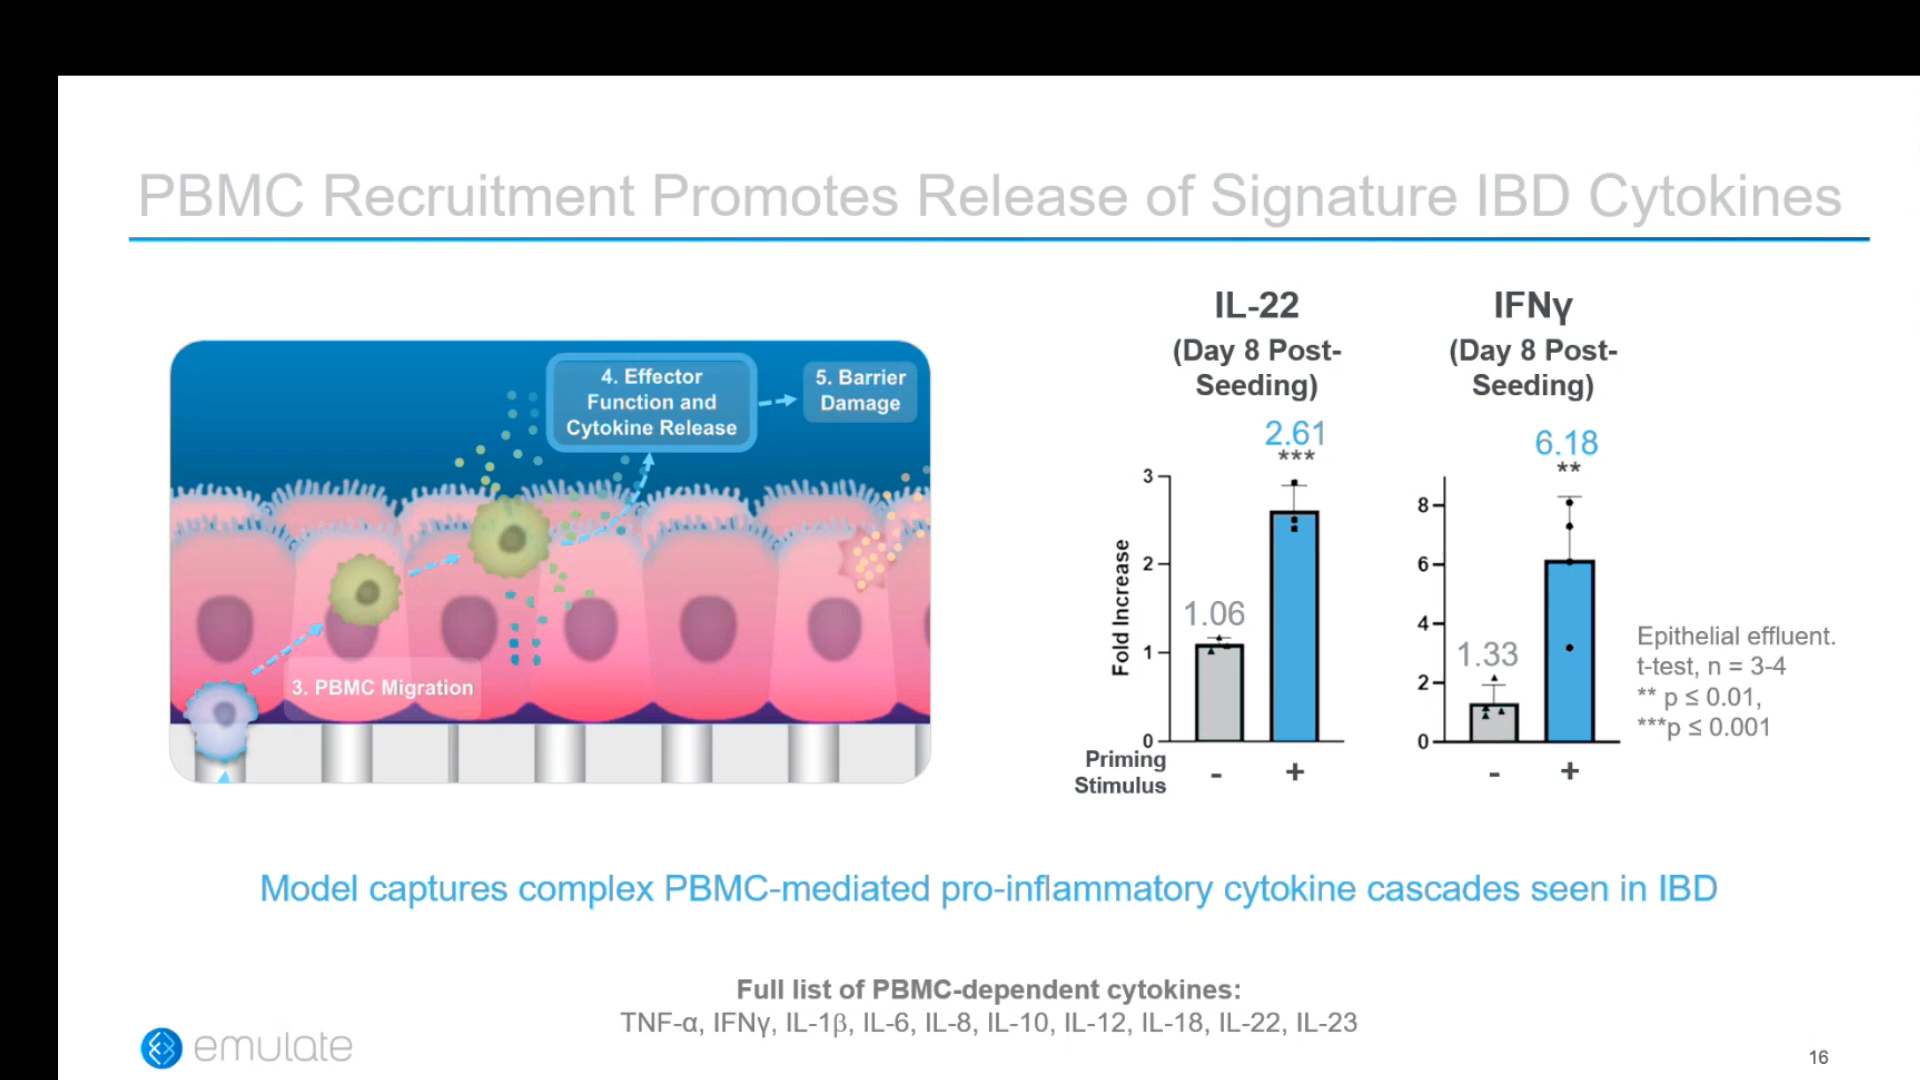 PBMC Recruitment Promotes Release of Signature IBD Cytokines
4. Effector
Function and
Cytokine Release
5. Barrier
Damage
3. PBMC Migration
IL-22
(Day 8 Post-
Seeding)
2.61
***
3
2
1
0
Fold Increase
1.06
Priming
Stimulus
-
+
IFNγ
(Day 8 Post-
Seeding)
6.18
**
8
6
4
2
0
1.33
-
+
Epithelial effluent.
t-test, n = 3-4
** p ≤ 0.01,
***p ≤ 0.001
Model captures complex PBMC-mediated pro-inflammatory cytokine cascades seen in IBD
Full list of PBMC-dependent cytokines:
TNF-α, IFNγ, IL-1β, IL-6, IL-8, IL-10, IL-12, IL-18, IL-22, IL-23
emulate
16